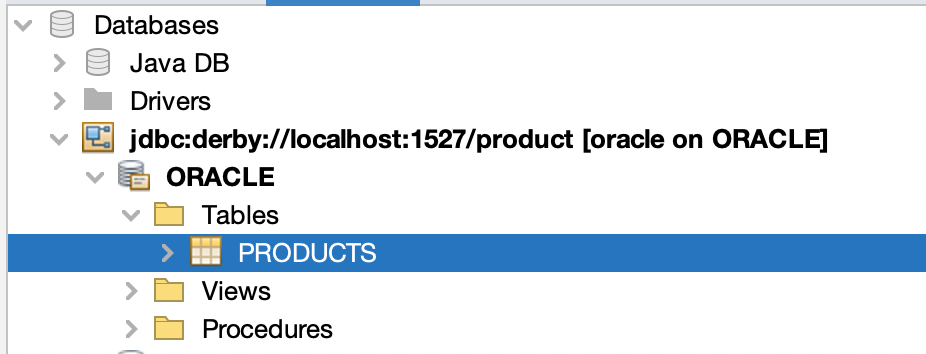 Databases
Java DB
Drivers
jdbc:derby://localhost:1527/product [oracle on ORACLE]
ORACLE
Tables
PRODUCTS
Views
Procedures